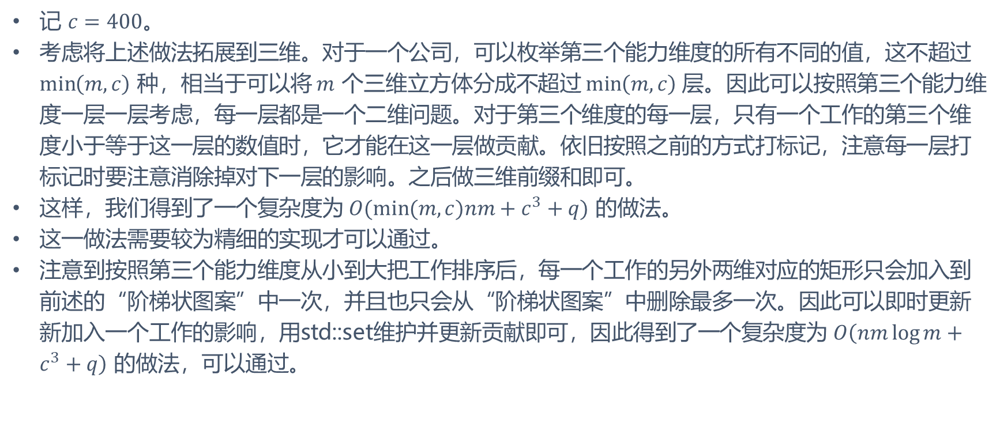 • 记 c = 400。
• 考虑将上述做法拓展到三维。对于一个公司，可以枚举第三个能力维度的所有不同的值，这不超过
min(m, c) 种，相当于可以将 m 个三维立方体分成不超过 min(m, c) 层。因此可以按照第三个能力维
度一层一层考虑，每一层都是一个二维问题。对于第三个维度的每一层，只有一个工作的第三个维
度小于等于这一层的数值时，它才能在这一层做贡献。依旧按照之前的方式打标记，注意每一层打
标记时要注意消除掉对下一层的影响。之后做三维前缀和即可。
• 这样，我们得到了一个复杂度为 O(min(m, c)nm + c³ + q) 的做法。
• 这一做法需要较为精细的实现才可以通过。
• 注意到按照第三个能力维度从小到大把工作排序后，每一个工作的另外两维对应的矩形只会加入到
前述的“阶梯状图案”中一次，并且也只会从“阶梯状图案”中删除最多一次。因此可以即时更新
新加入一个工作的影响，用std::set维护并更新贡献即可，因此得到了一个复杂度为 O(nm log m +
c³ + q) 的做法，可以通过。